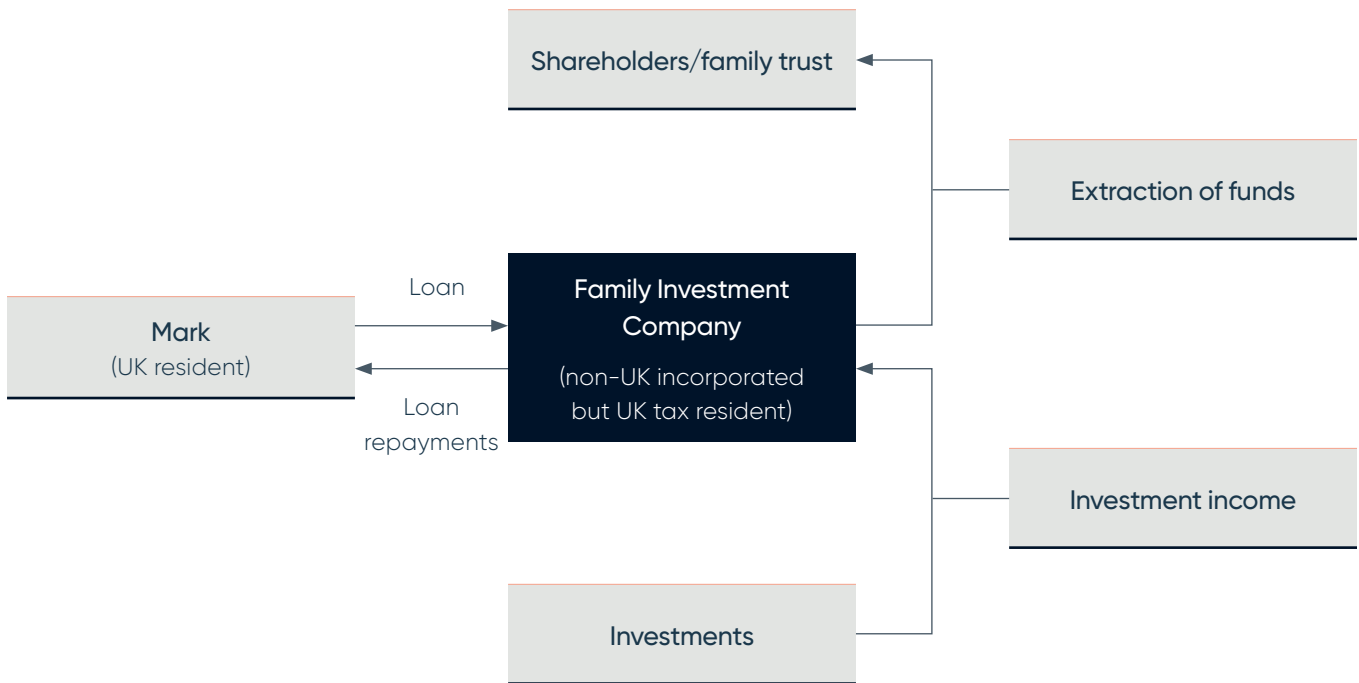 Shareholders/family trust
Extraction of funds
Loan
Family Investment
Company
(non-UK incorporated
but UK tax resident)
Mark
(UK resident)
Loan
repayments
Investment income
Investments